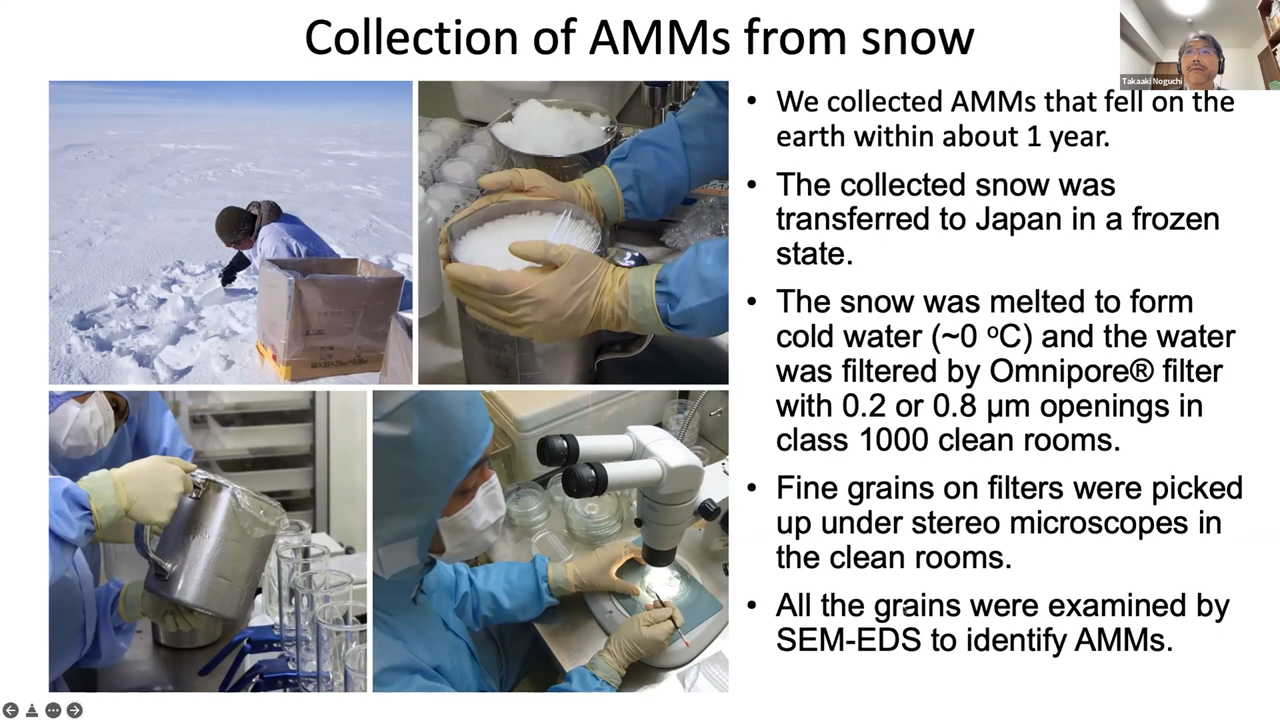 Collection of AMMs from snow
Takaaki Noguchi
• We collected AMMs that fell on the
earth within about 1 year.
• The collected snow was
transferred to Japan in a frozen
state.
• The snow was melted to form
cold water (~0 ºC) and the water
was filtered by Omnipore® filter
with 0.2 or 0.8 μm openings in
class 1000 clean rooms.
• Fine grains on filters were picked
up under stereo microscopes in
the clean rooms.
• All the grains were examined by
SEM-EDS to identify AMMs.